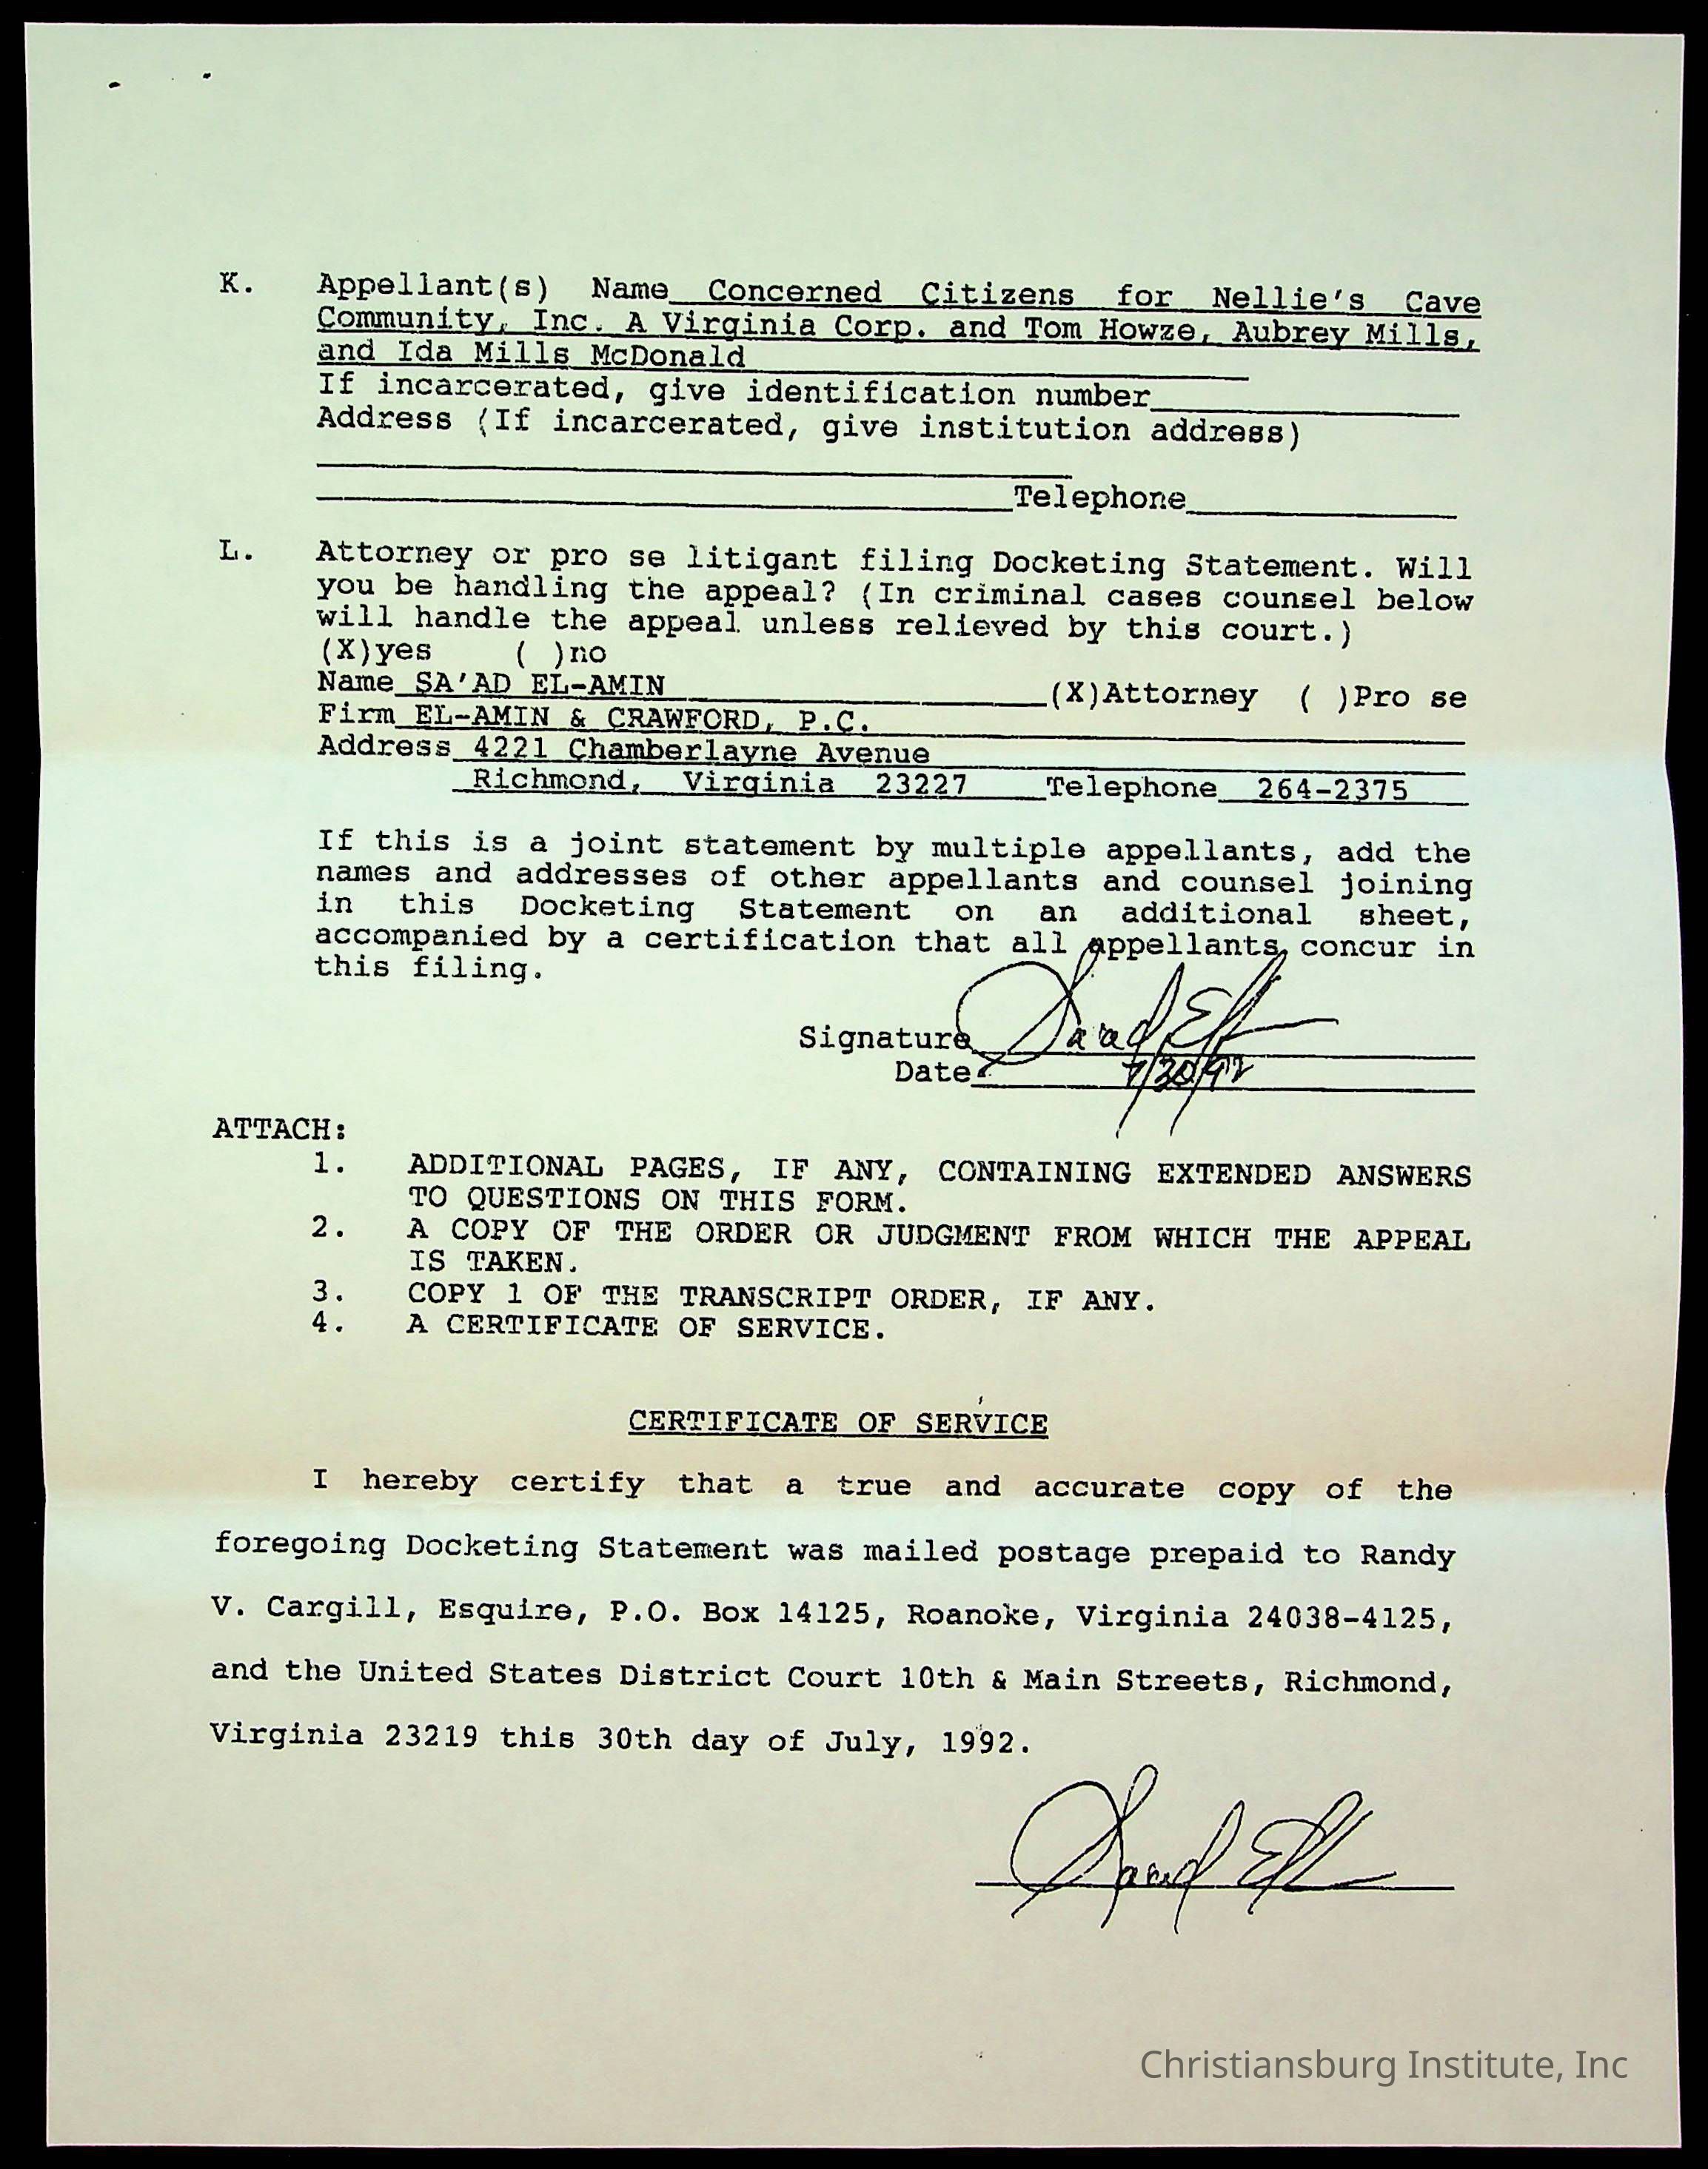 K. Appellant(s) Name Concerned Citizens for Nellie's Cave
Community, Inc. A Virginia Corp. and Tom Howze, Aubrey Mills,
and Ida Mills McDonald
If incarcerated, give identification number
Address (If incarcerated, give institution address)
Telephone
L. Attorney or pro se litigant filing Docketing Statement. Will
you be handling the appeal? (In criminal cases counsel below
will handle the appeal unless relieved by this court.)
(X)yes ( )no
Name SA'AD EL-AMIN (X)Attorney ( )Pro se
Firm EL-AMIN & CRAWFORD, P.C.
Address 4221 Chamberlayne Avenue
Richmond, Virginia 23227 Telephone 264-2375
If this is a joint statement by multiple appellants, add the
names and addresses of other appellants and counsel joining
in this Docketing Statement on an additional sheet,
accompanied by a certification that all appellants concur in
this filing.
Signature
Date 7/30/92
ATTACH:
1. ADDITIONAL PAGES, IF ANY, CONTAINING EXTENDED ANSWERS
TO QUESTIONS ON THIS FORM.
2. A COPY OF THE ORDER OR JUDGMENT FROM WHICH THE APPEAL
IS TAKEN.
3. COPY 1 OF THE TRANSCRIPT ORDER, IF ANY.
4. A CERTIFICATE OF SERVICE.
CERTIFICATE OF SERVICE
I hereby certify that a true and accurate copy of the
foregoing Docketing Statement was mailed postage prepaid to Randy
V. Cargill, Esquire, P.O. Box 14125, Roanoke, Virginia 24038-4125,
and the United States District Court 10th & Main Streets, Richmond,
Virginia 23219 this 30th day of July, 1992.
Christiansburg Institute, Inc